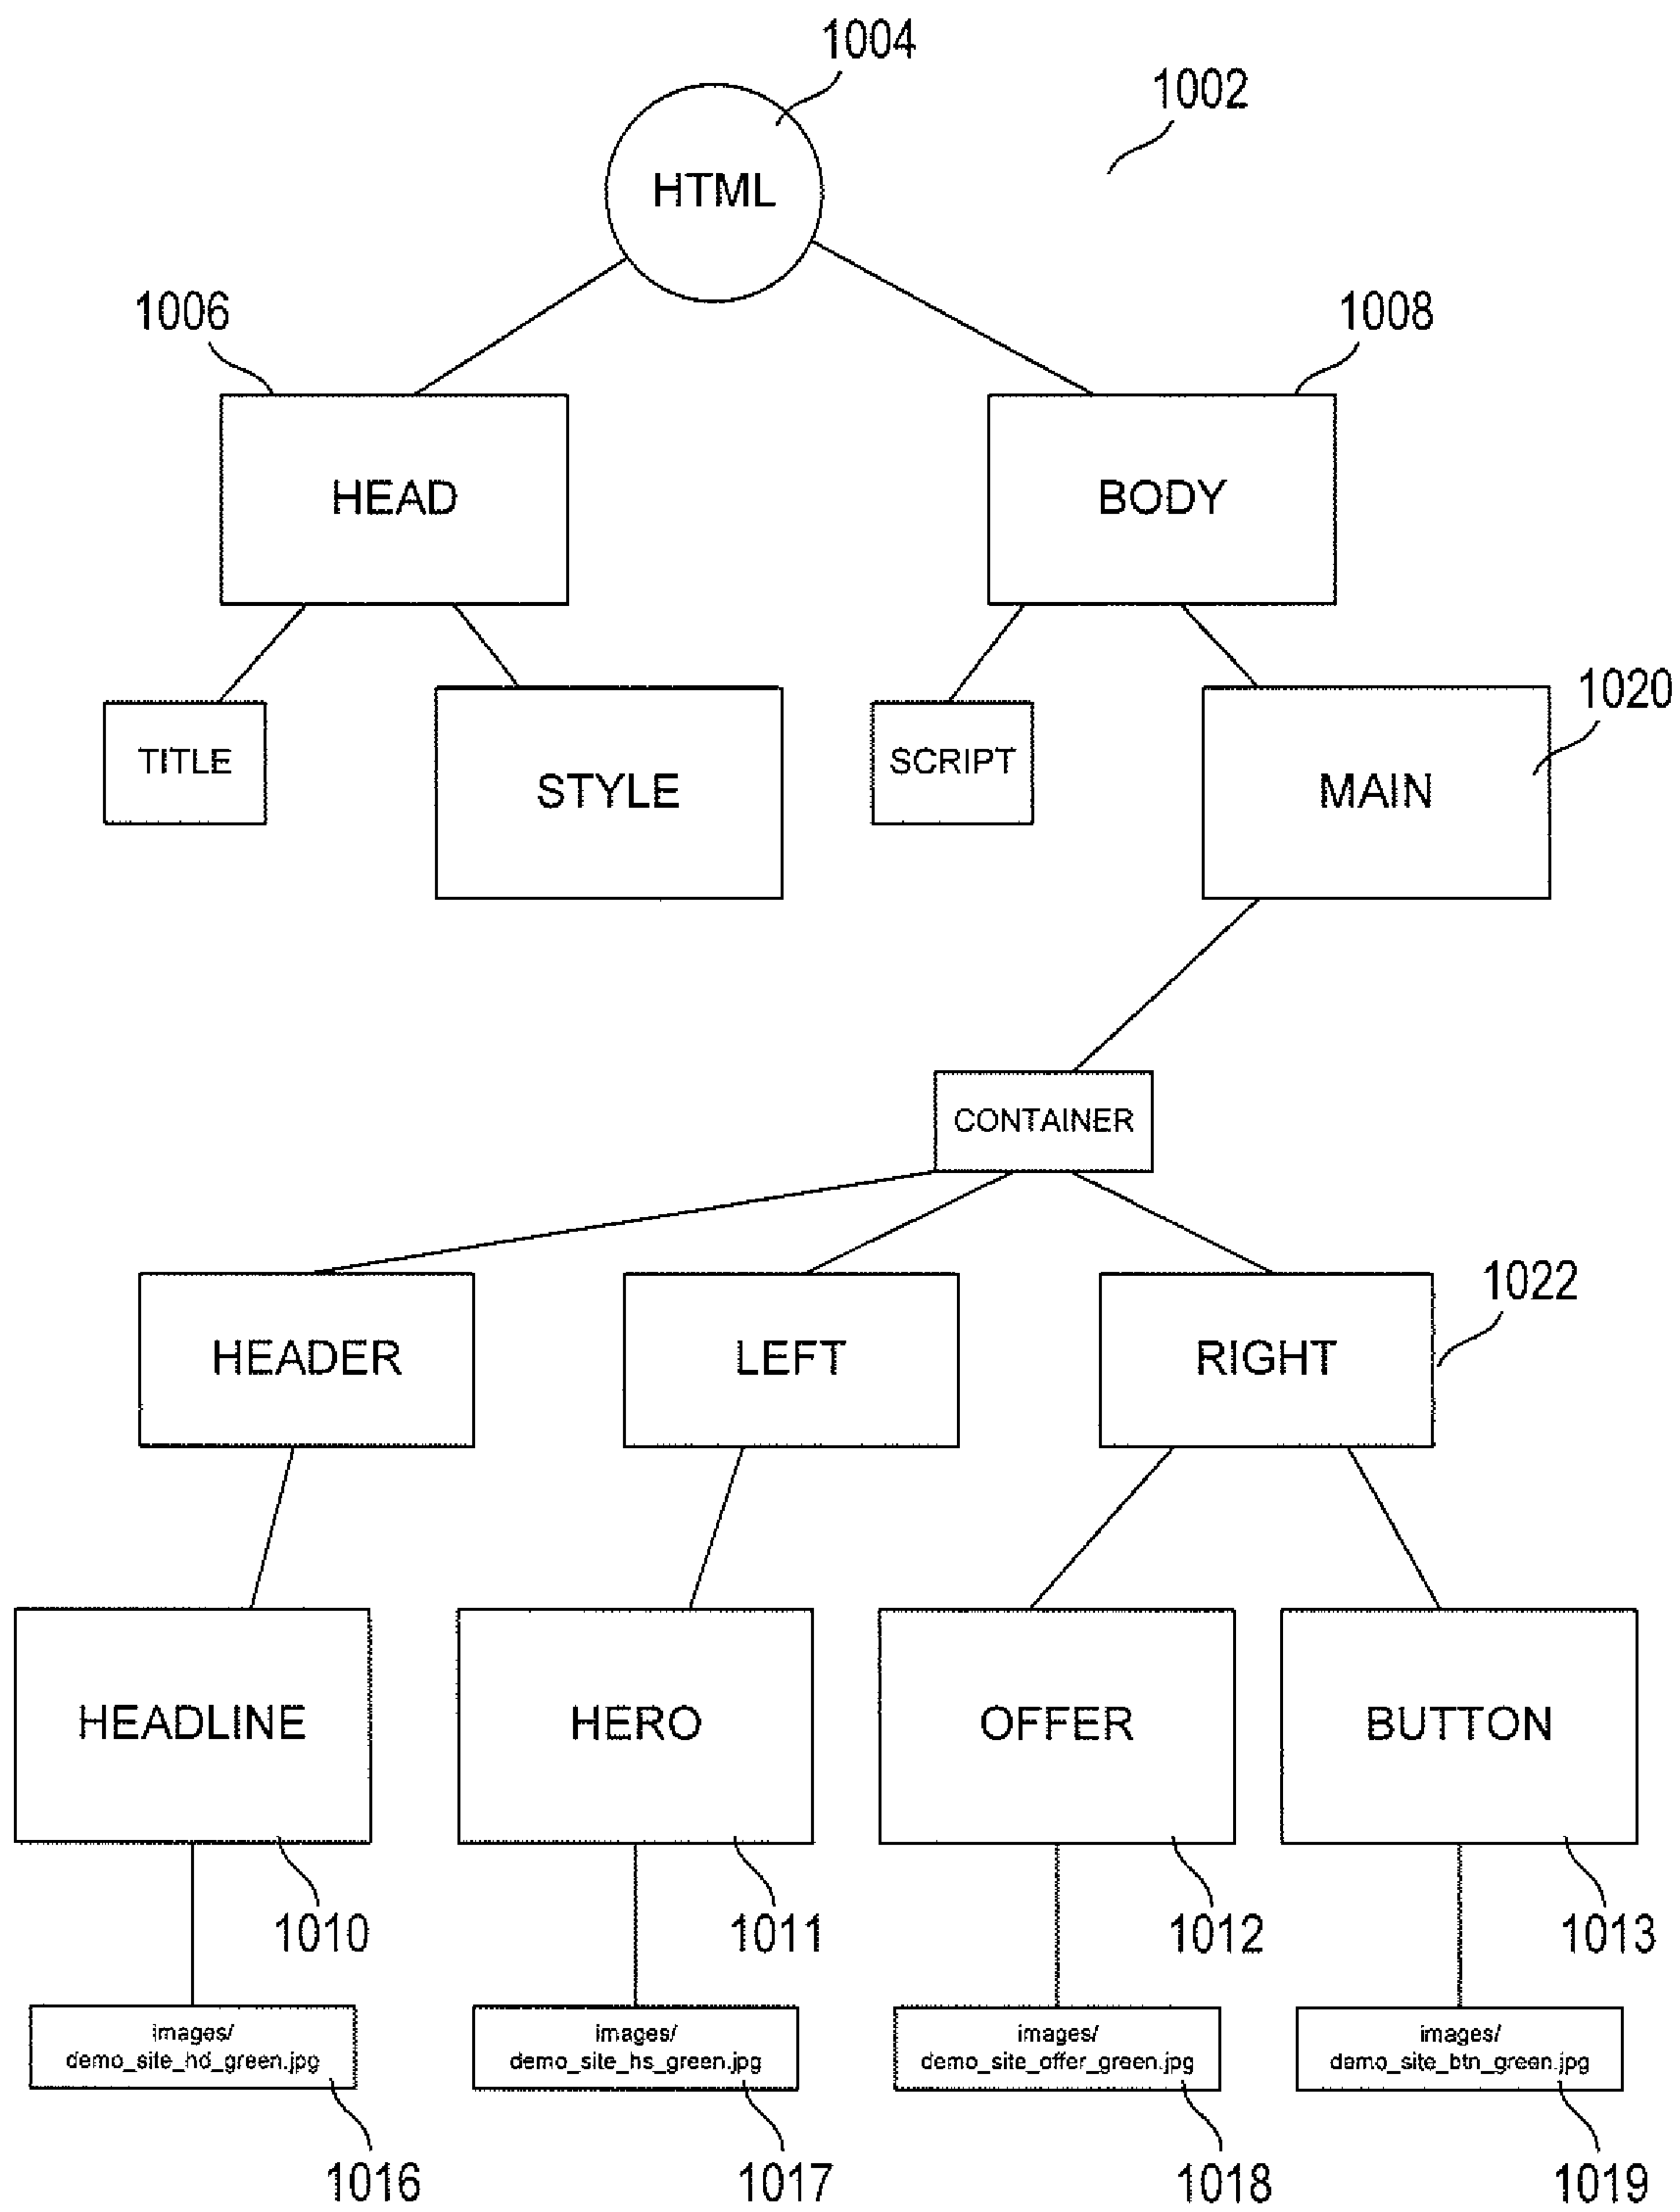 1004
1002
HTML
1006
1008
HEAD
BODY
1020
TITLE
STYLE
SCRIPT
MAIN
CONTAINER
1022
HEADER
LEFT
RIGHT
HEADLINE
HERO
OFFER
BUTTON
1010
1011
1012
1013
images/
demo_site_hd_green.jpg
images/
demo_site_hs_green.jpg
images/
demo_site_offer_green.jpg
images/
demo_site_btn_green.jpg
1016
1017
1018
1019